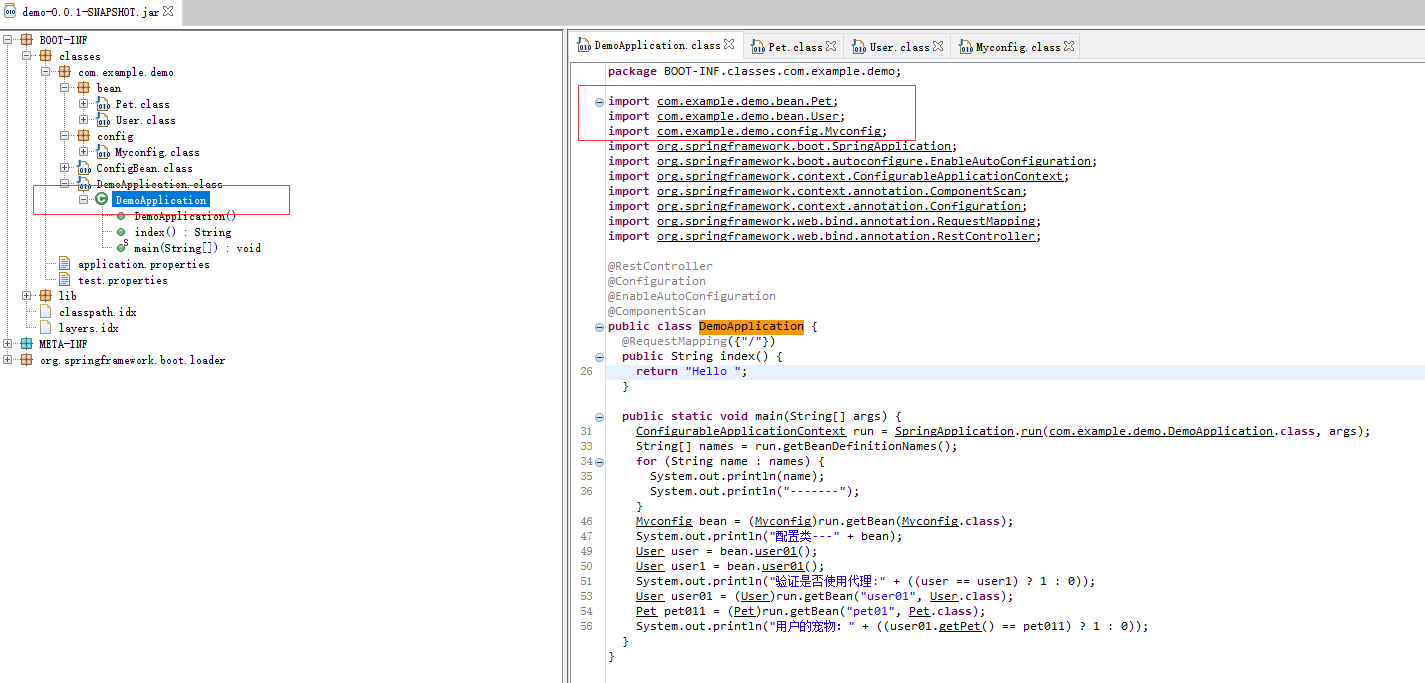 demo-0.0.1-SNAPSHOT.jar
BOOT-INF
classes
com.example.demo
bean
Pet.class
User.class
config
Myconfig.class
ConfigBean.class
DemoApplication.class
DemoApplication
DemoApplication()
index() : String
main(String[]) : void
application.properties
test.properties
lib
classpath.idx
layers.idx
META-INF
org.springframework.boot.loader
DemoApplication.class Pet.class User.class Myconfig.class
package BOOT-INF.classes.com.example.demo;
import com.example.demo.bean.Pet;
import com.example.demo.bean.User;
import com.example.demo.config.Myconfig;
import org.springframework.boot.SpringApplication;
import org.springframework.boot.autoconfigure.EnableAutoConfiguration;
import org.springframework.context.ConfigurableApplicationContext;
import org.springframework.context.annotation.ComponentScan;
import org.springframework.context.annotation.Configuration;
import org.springframework.web.bind.annotation.RequestMapping;
import org.springframework.web.bind.annotation.RestController;
@RestController
@Configuration
@EnableAutoConfiguration
@ComponentScan
public class DemoApplication {
@RequestMapping({"/"})
public String index() {
26 return "Hello ";
}
public static void main(String[] args) {
31 ConfigurableApplicationContext run = SpringApplication.run(com.example.demo.DemoApplication.class, args);
33 String[] names = run.getBeanDefinitionNames();
34 for (String name : names) {
35 System.out.println(name);
36 System.out.println("-------");
}
46 Myconfig bean = (Myconfig)run.getBean(Myconfig.class);
47 System.out.println("配置类---" + bean);
49 User user = bean.user01();
50 User user1 = bean.user01();
51 System.out.println("验证是否使用代理:" + ((user == user1) ? 1 : 0));
53 User user01 = (User)run.getBean("user01", User.class);
54 Pet pet011 = (Pet)run.getBean("pet01", Pet.class);
56 System.out.println("用户的宠物: " + ((user01.getPet() == pet011) ? 1 : 0));
}
}